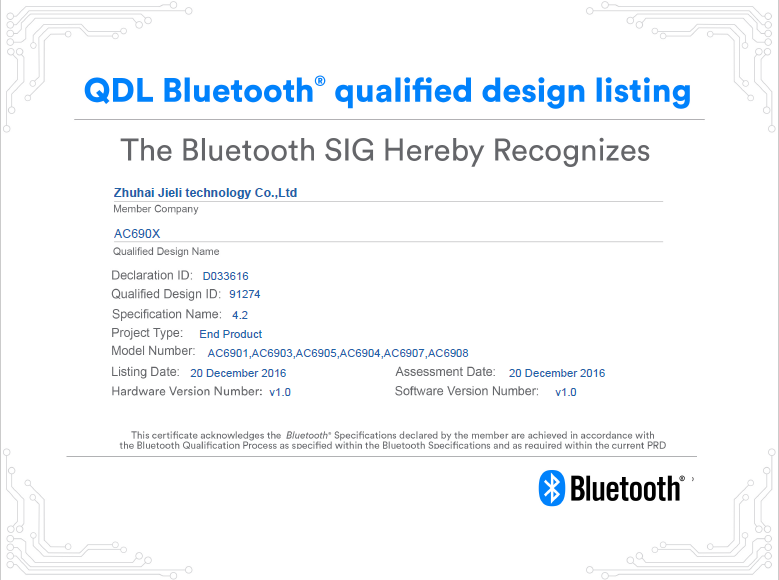 QDL Bluetooth® qualified design listing
The Bluetooth SIG Hereby Recognizes
Zhuhai Jieli technology Co.,Ltd
Member Company
AC690X
Qualified Design Name
Declaration ID: D033616
Qualified Design ID: 91274
Specification Name: 4.2
Project Type: End Product
Model Number: AC6901,AC6903,AC6905,AC6904,AC6907,AC6908
Listing Date: 20 December 2016 Assessment Date: 20 December 2016
Hardware Version Number: v1.0 Software Version Number: v1.0
This certificate acknowledges the Bluetooth® Specifications declared by the member are achieved in accordance with
the Bluetooth Qualification Process as specified within the Bluetooth Specifications and as required within the current PRD
Bluetooth®